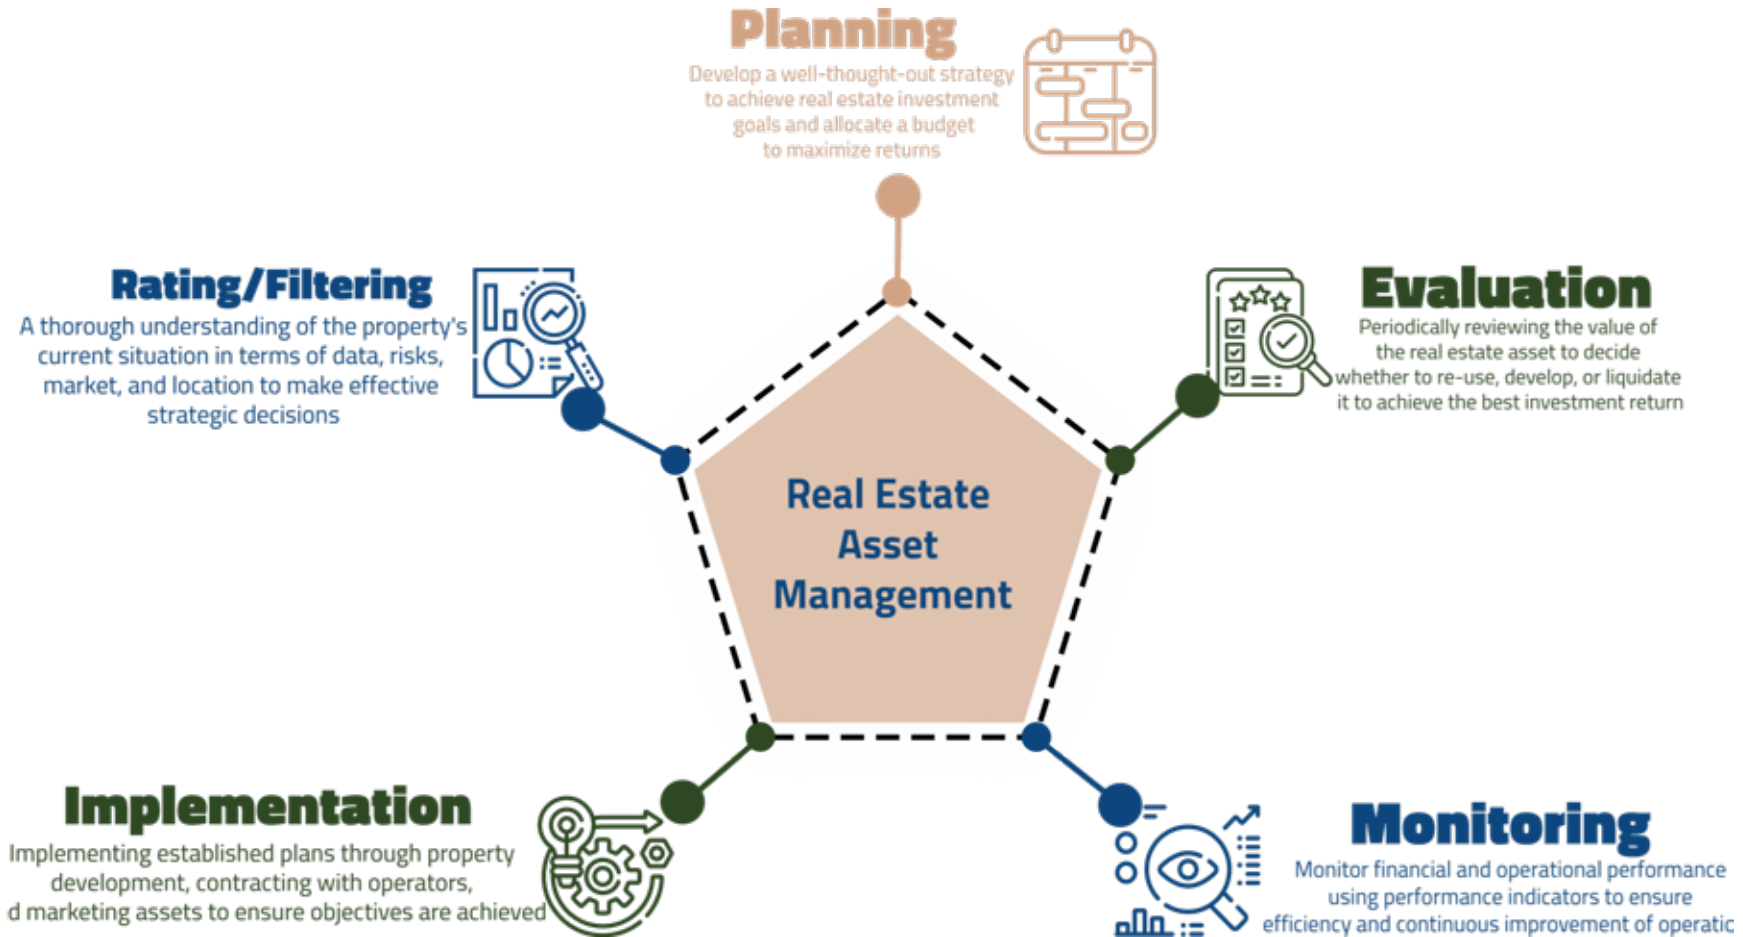 Planning
Develop a well-thought-out strategy
to achieve real estate investment
goals and allocate a budget
to maximize returns
Rating/Filtering
A thorough understanding of the property's
current situation in terms of data, risks,
market, and location to make effective
strategic decisions
Evaluation
Periodically reviewing the value of
the real estate asset to decide
whether to re-use, develop, or liquidate
it to achieve the best investment return
Real Estate
Asset
Management
Implementation
Implementing established plans through property
development, contracting with operators,
d marketing assets to ensure objectives are achieved
Monitoring
Monitor financial and operational performance
using performance indicators to ensure
efficiency and continuous improvement of operatic